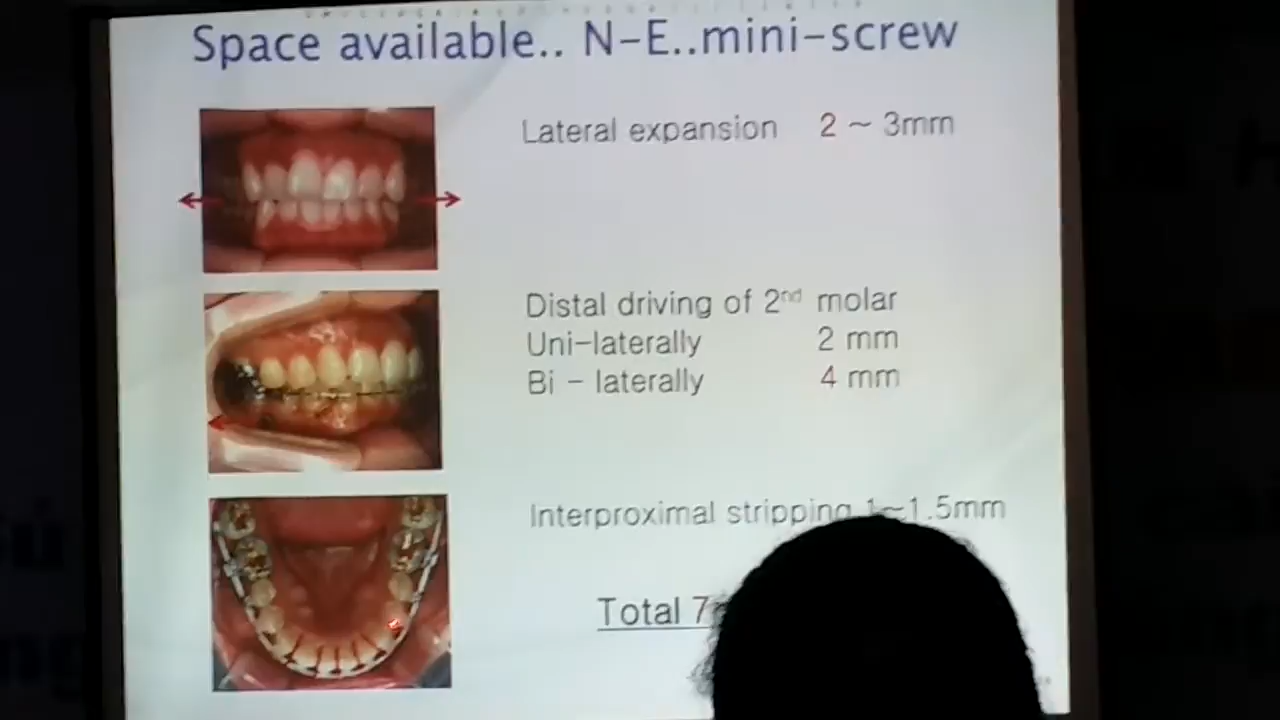 Space available.. N-E..mini-screw
Lateral expansion 2 ~ 3mm
Distal driving of 2nd molar
Uni-laterally 2 mm
Bi - laterally 4 mm
Interproximal stripping 1~1.5mm
Total 7